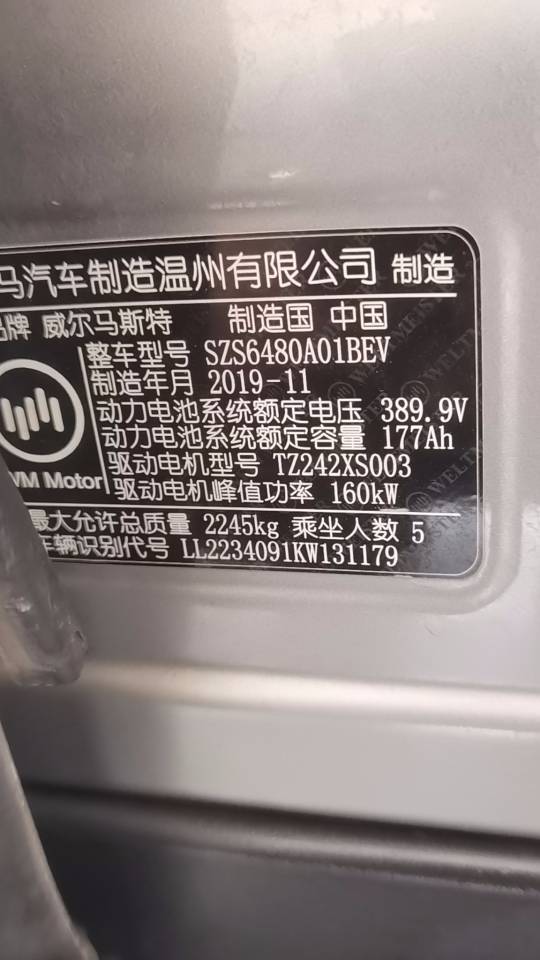 马汽车制造温州有限公司 制造
品牌 威尔马斯特 制造国 中国
整车型号 SZS6480A01BEV
制造年月 2019-11
动力电池系统额定电压 389.9V
动力电池系统额定容量 177Ah
驱动电机型号 TZ242XS003
VM Motor
驱动电机峰值功率 160kW
最大允许总质量 2245kg 乘坐人数 5
车辆识别代号 LL2234091KW131179
WELTMEISTER